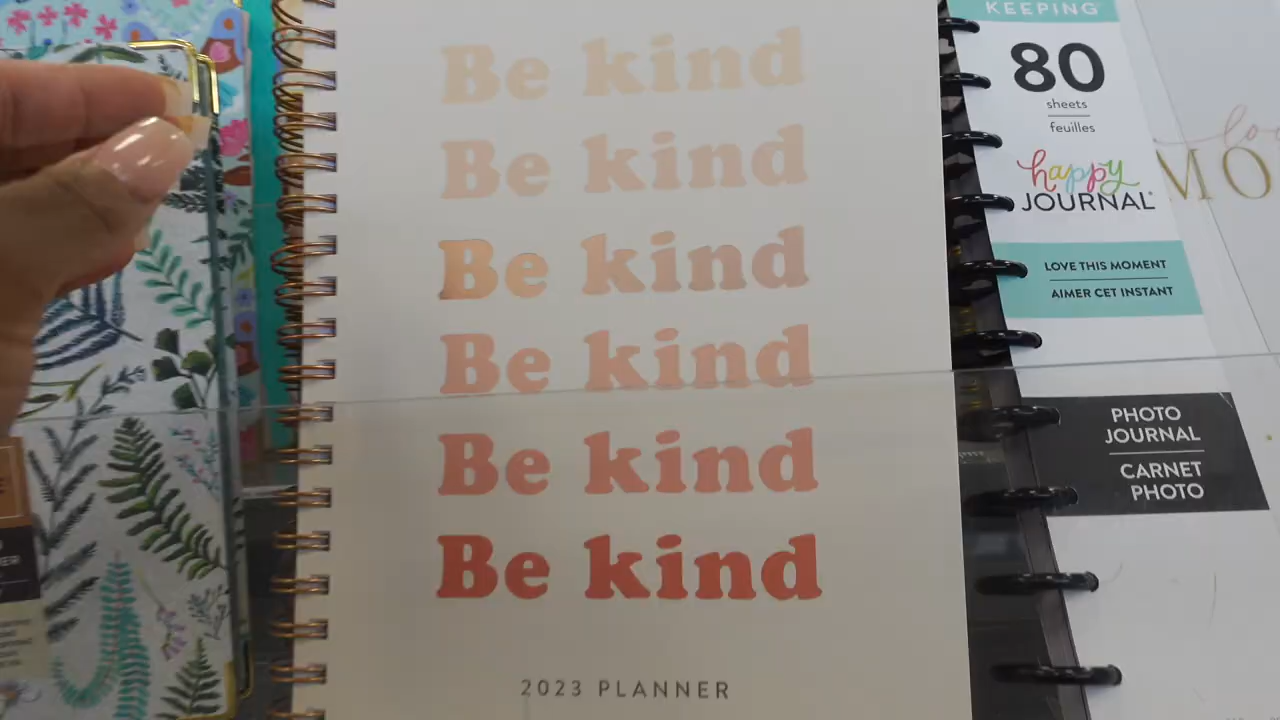 Be kind
Be kind
Be kind
Be kind
Be kind
Be kind
2023 PLANNER
KEEPING
80
sheets
feuilles
happy
JOURNAL
LOVE THIS MOMENT
AIMER CET INSTANT
PHOTO
JOURNAL
CARNET
PHOTO